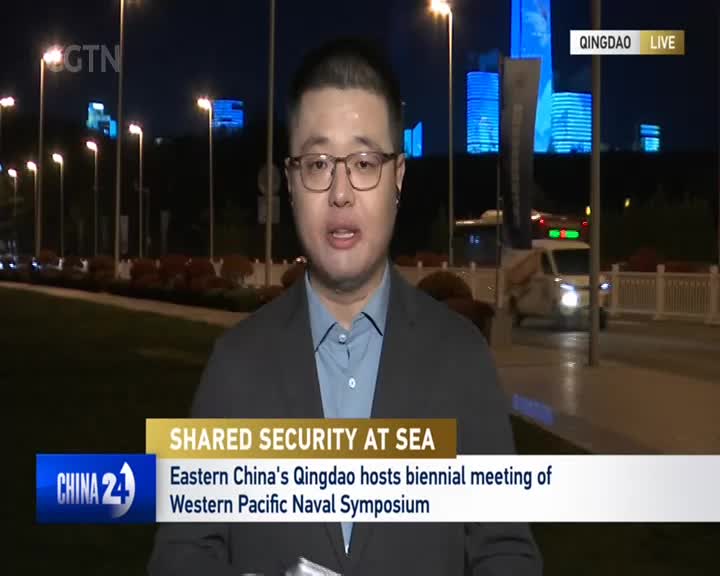 CGTN
QINGDAO LIVE
SHARED SECURITY AT SEA
CHINA 24
Eastern China's Qingdao hosts biennial meeting of
Western Pacific Naval Symposium